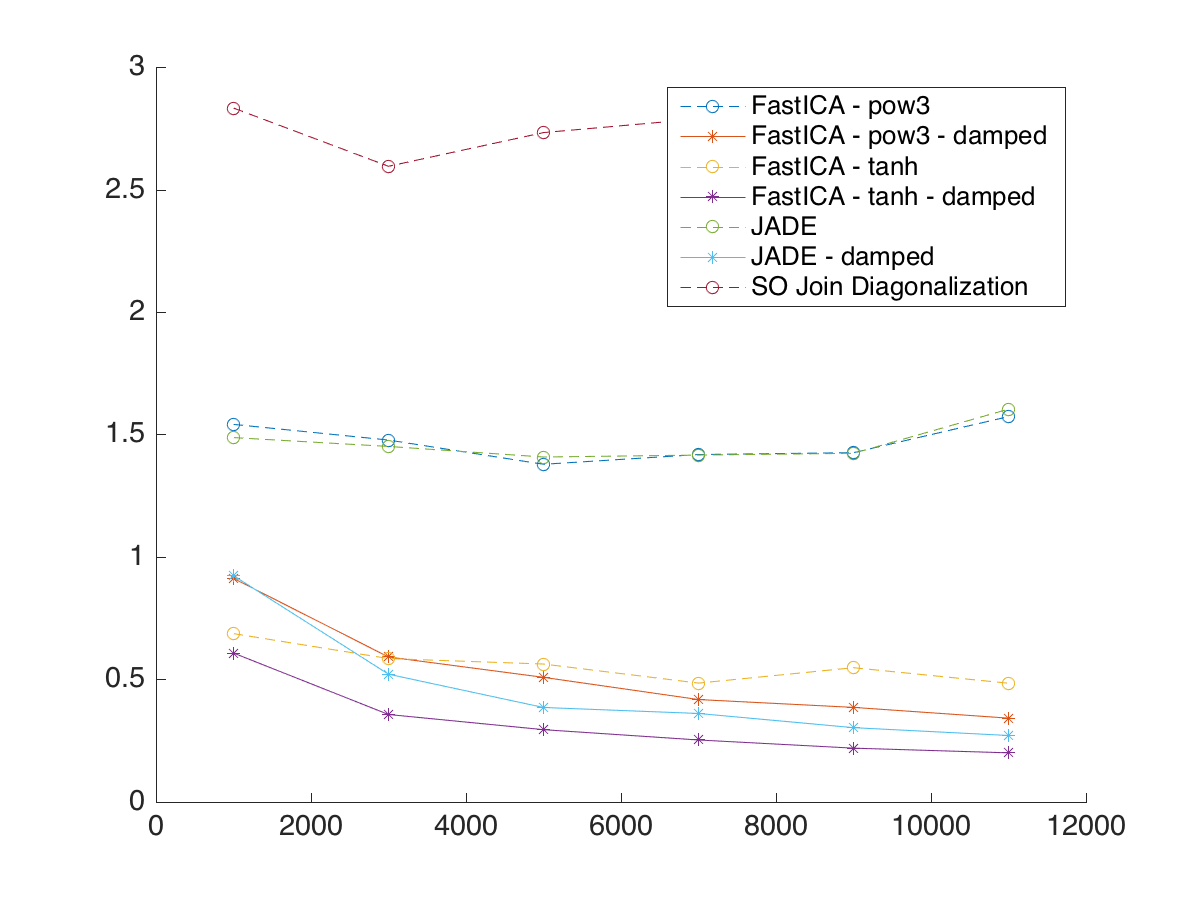 3
2.5
2
1.5
1
0.5
0
0 2000 4000 6000 8000 10000 12000
FastICA - pow3
FastICA - pow3 - damped
FastICA - tanh
FastICA - tanh - damped
JADE
JADE - damped
SO Join Diagonalization